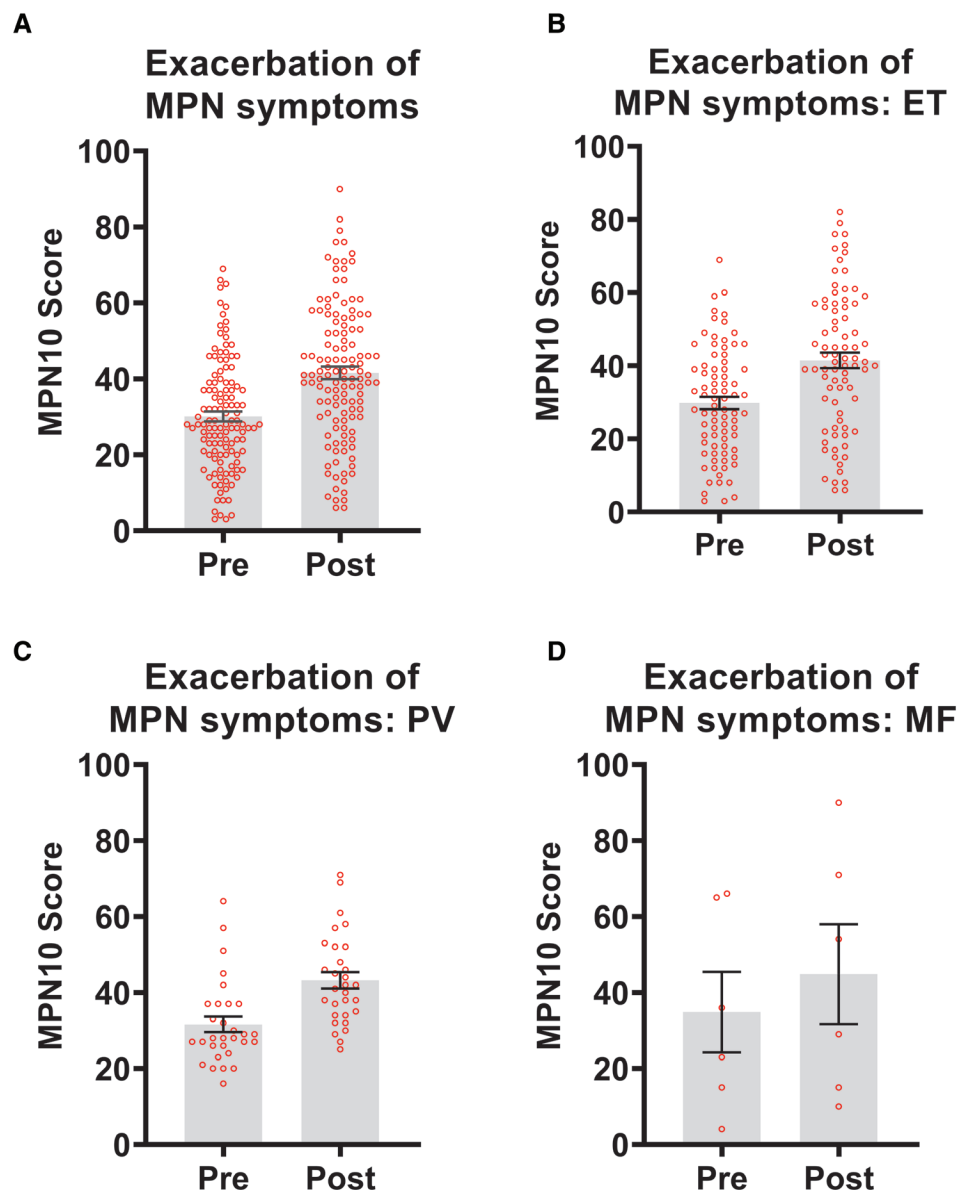 A
Exacerbation of
MPN symptoms
100
80
60
40
20
0
MPN10 Score
Pre Post
B
Exacerbation of
MPN symptoms: ET
100
80
60
40
20
0
MPN10 Score
Pre Post
C
Exacerbation of
MPN symptoms: PV
100
80
60
40
20
0
MPN10 Score
Pre Post
D
Exacerbation of
MPN symptoms: MF
100
80
60
40
20
0
MPN10 Score
Pre Post